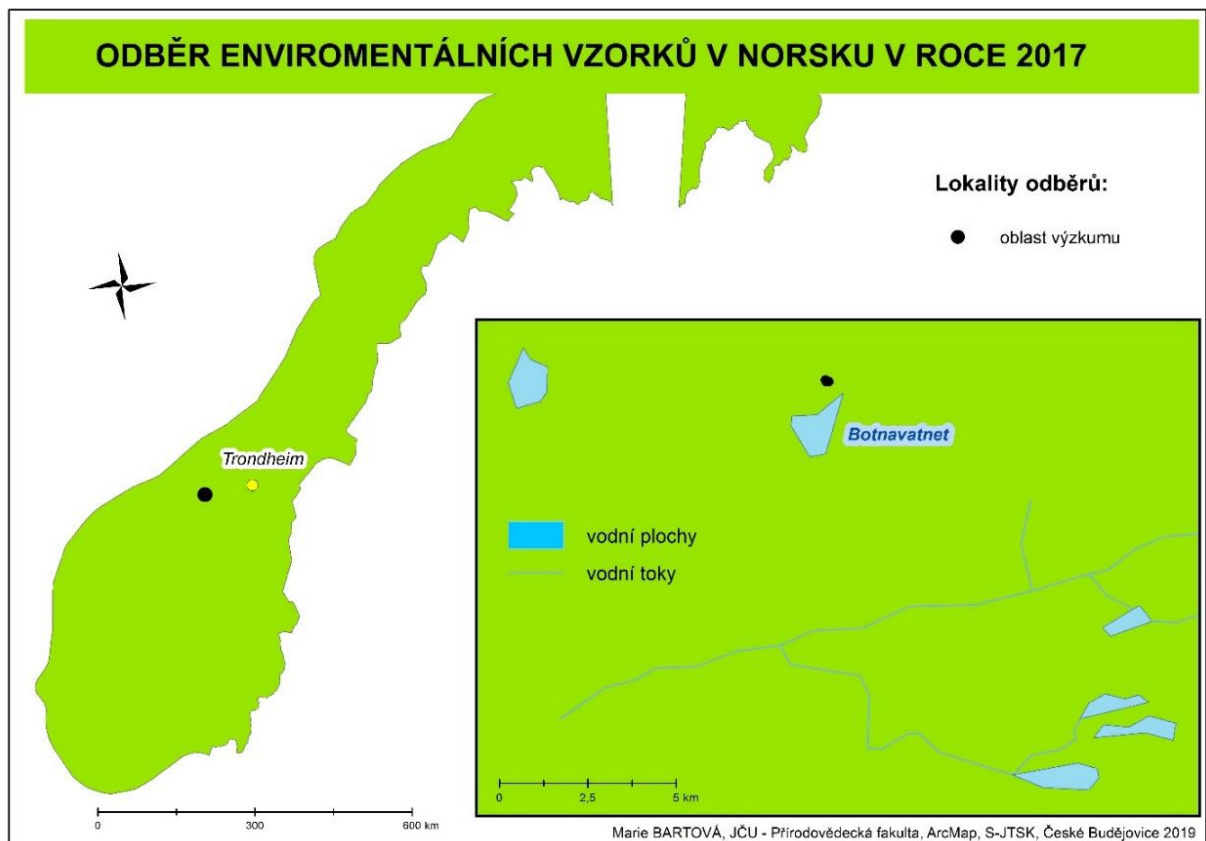 ODBĚR ENVIROMENTÁLNÍCH VZORKŮ V NORSKU V ROCE 2017
Lokality odběrů:
oblast výzkumu
Trondheim
Botnavatnet
vodní plochy
vodní toky
0 2,5 5 km
0 300 600 km
Marie BARTOVÁ, JČU - Přírodovědecká fakulta, ArcMap, S-JTSK, České Budějovice 2019